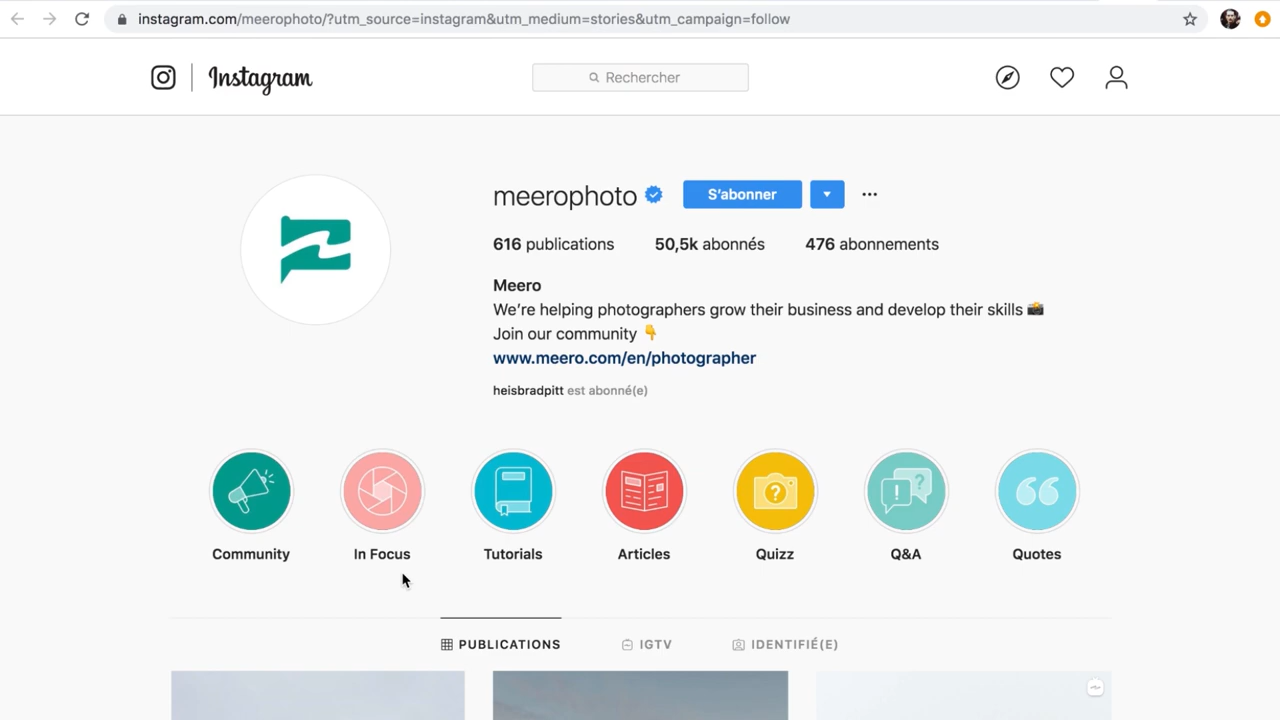 instagram.com/meerophoto/?utm_source=instagram&utm_medium=stories&utm_campaign=follow
Instagram
Rechercher
meerophoto
S'abonner
616 publications
50,5k abonnés
476 abonnements
Meero
We're helping photographers grow their business and develop their skills 📸
Join our community 👇
www.meero.com/en/photographer
heisbradpitt est abonné(e)
Community
In Focus
Tutorials
Articles
Quizz
Q&A
Quotes
PUBLICATIONS
IGTV
IDENTIFIÉ(E)